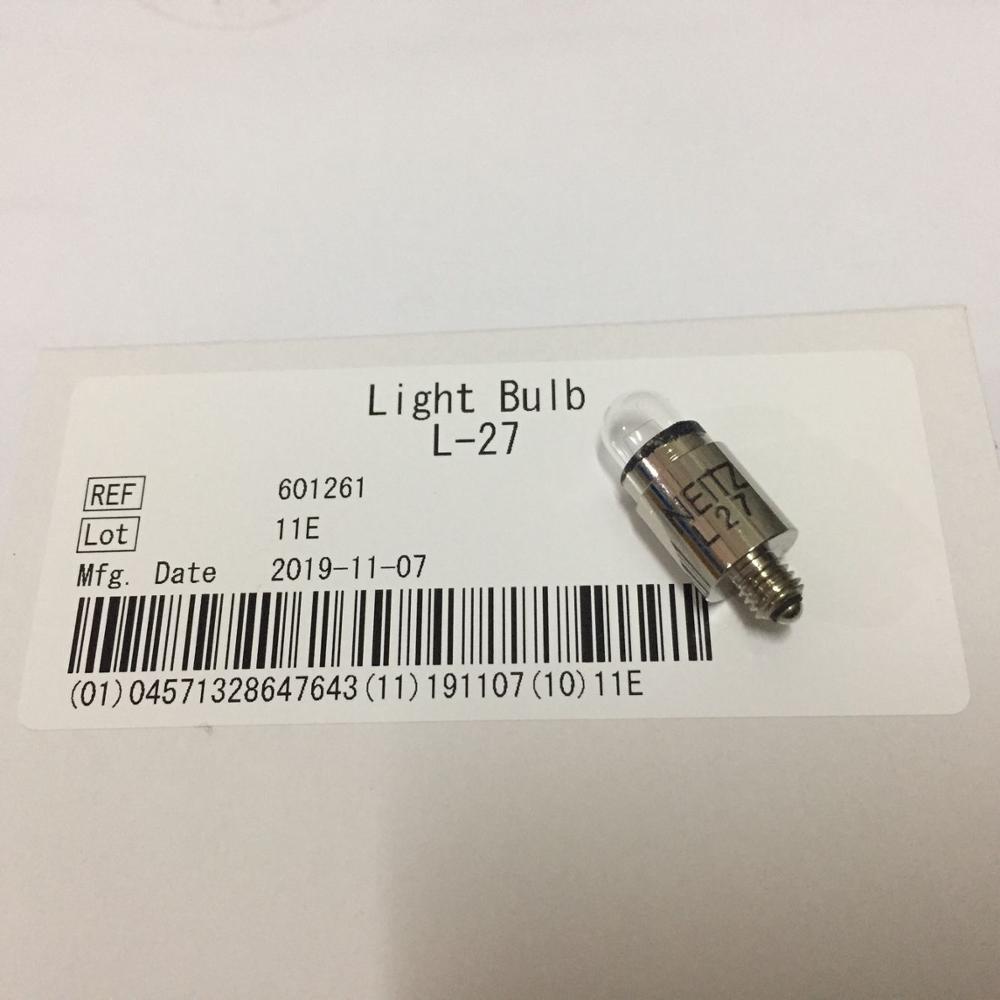 Light Bulb
L-27
REF 601261
Lot 11E
Mfg. Date 2019-11-07
(01)04571328647643(11)191107(10)11E
NEITZ
L 27